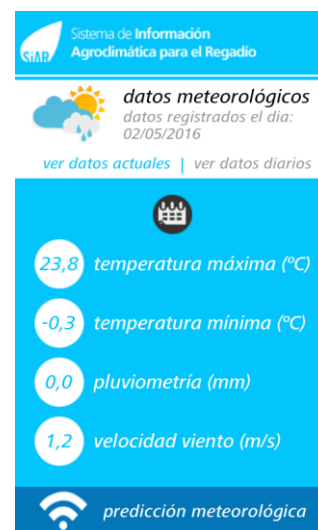 SiAR
Sistema de Información
Agroclimática para el Regadío
datos meteorológicos
datos registrados el dia:
02/05/2016
ver datos actuales | ver datos diarios
23,8 temperatura máxima (ºC)
-0,3 temperatura mínima (ºC)
0,0 pluviometría (mm)
1,2 velocidad viento (m/s)
predicción meteorológica